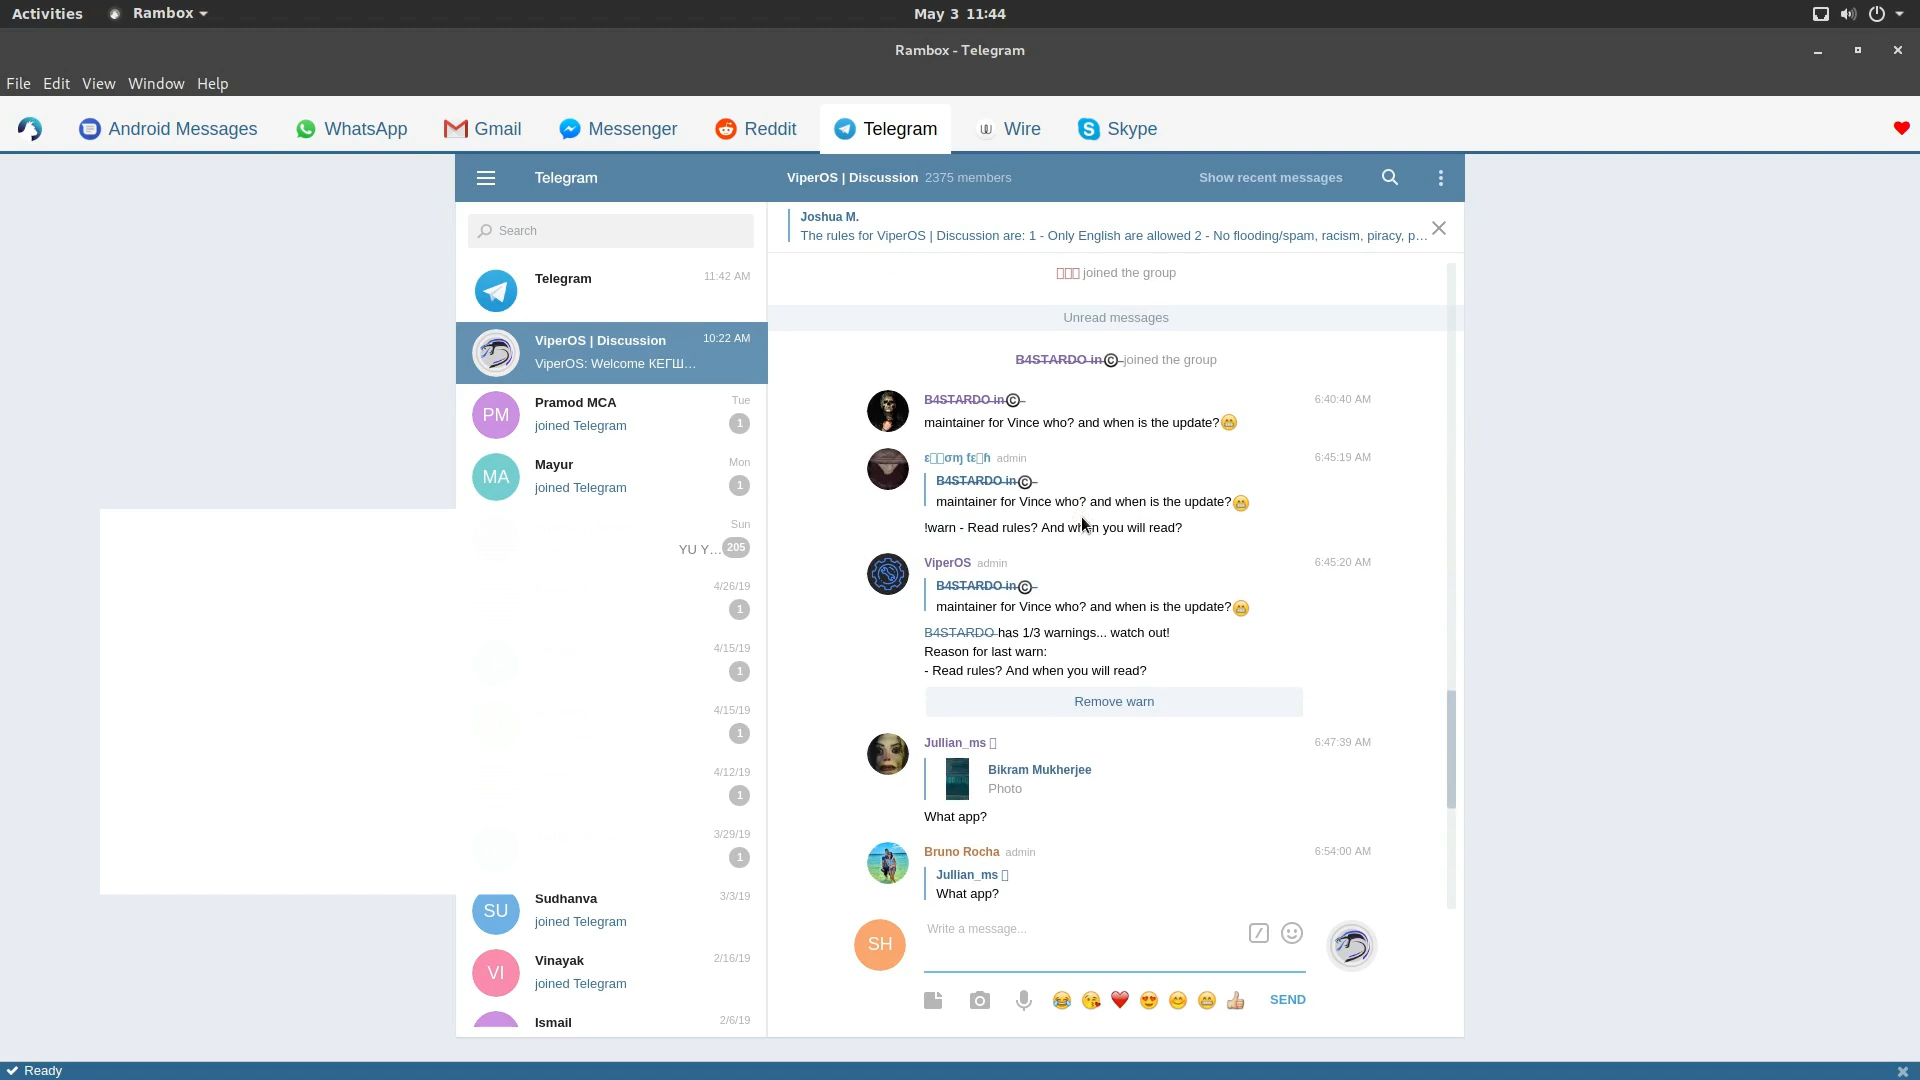 Activities Rambox May 3 11:44
Rambox - Telegram
File Edit View Window Help
Android Messages WhatsApp Gmail Messenger Reddit Telegram Wire Skype
Telegram
ViperOS | Discussion 2375 members Show recent messages
Search
Telegram 11:42 AM
ViperOS | Discussion 10:22 AM
ViperOS: Welcome КЕГШ...
PM Pramod MCA Tue
joined Telegram 1
MA Mayur Mon
joined Telegram 1
Sun
YU Y... 205
4/26/19
1
4/15/19
1
4/15/19
1
4/12/19
1
3/29/19
1
SU Sudhanva 3/3/19
joined Telegram
VI Vinayak 2/16/19
joined Telegram
Ismail 2/6/19
Joshua M.
The rules for ViperOS | Discussion are: 1 - Only English are allowed 2 - No flooding/spam, racism, piracy, p...
joined the group
Unread messages
B4STARDO in© joined the group
B4STARDO in© 6:40:40 AM
maintainer for Vince who? and when is the update?😁
admin 6:45:19 AM
B4STARDO in©
maintainer for Vince who? and when is the update?😁
!warn - Read rules? And when you will read?
ViperOS admin 6:45:20 AM
B4STARDO in©
maintainer for Vince who? and when is the update?😁
B4STARDO has 1/3 warnings... watch out!
Reason for last warn:
- Read rules? And when you will read?
Remove warn
Jullian_ms 6:47:39 AM
Bikram Mukherjee
Photo
What app?
Bruno Rocha admin 6:54:00 AM
Jullian_ms
What app?
SH Write a message...
SEND
Ready